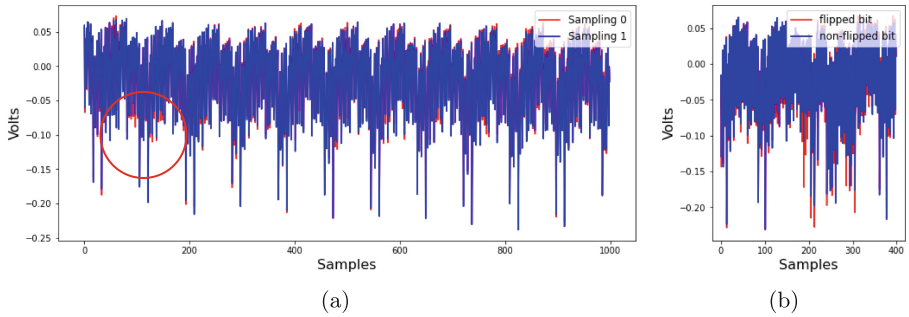 Sampling 0
Sampling 1
0.05
0.00
−0.05
−0.10
−0.15
−0.20
−0.25
Volts
0 200 400 600 800 1000
Samples
(a)
flipped bit
non-flipped bit
0.05
0.00
−0.05
−0.10
−0.15
−0.20
Volts
0 100 200 300 400
Samples
(b)